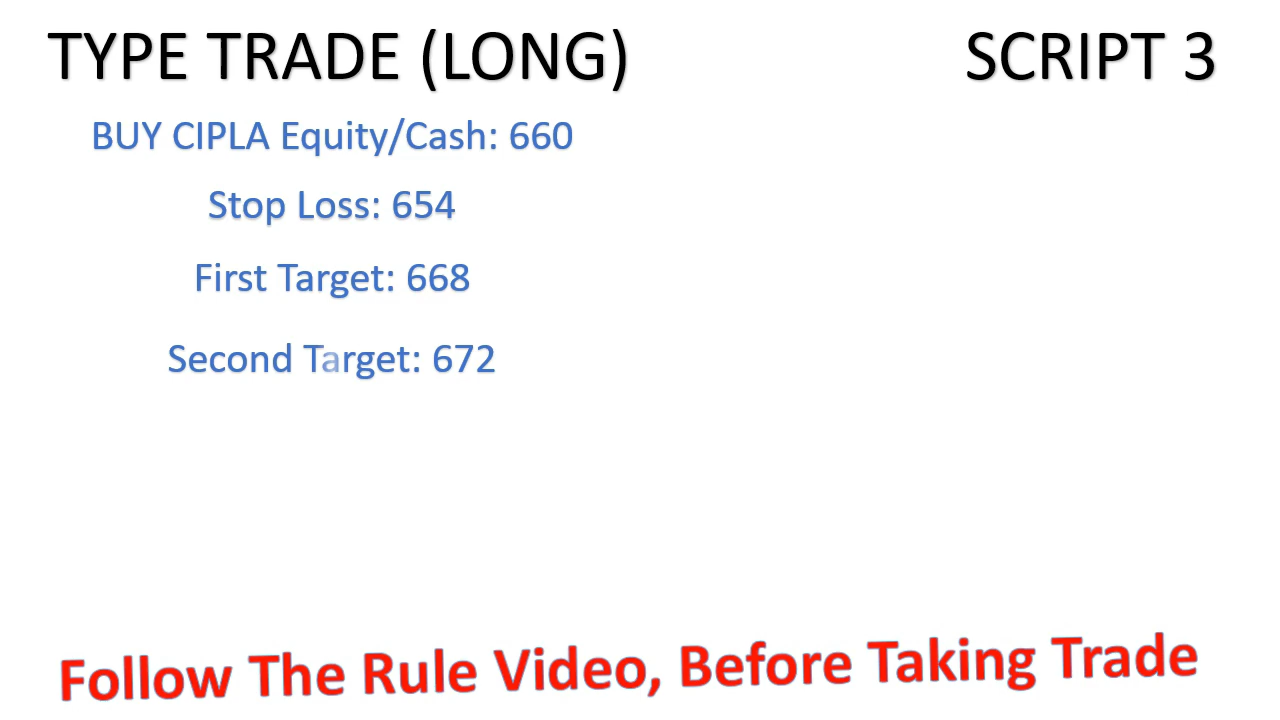 TYPE TRADE (LONG)
SCRIPT 3
BUY CIPLA Equity/Cash: 660
Stop Loss: 654
First Target: 668
Second Target: 672
Follow The Rule Video, Before Taking Trade